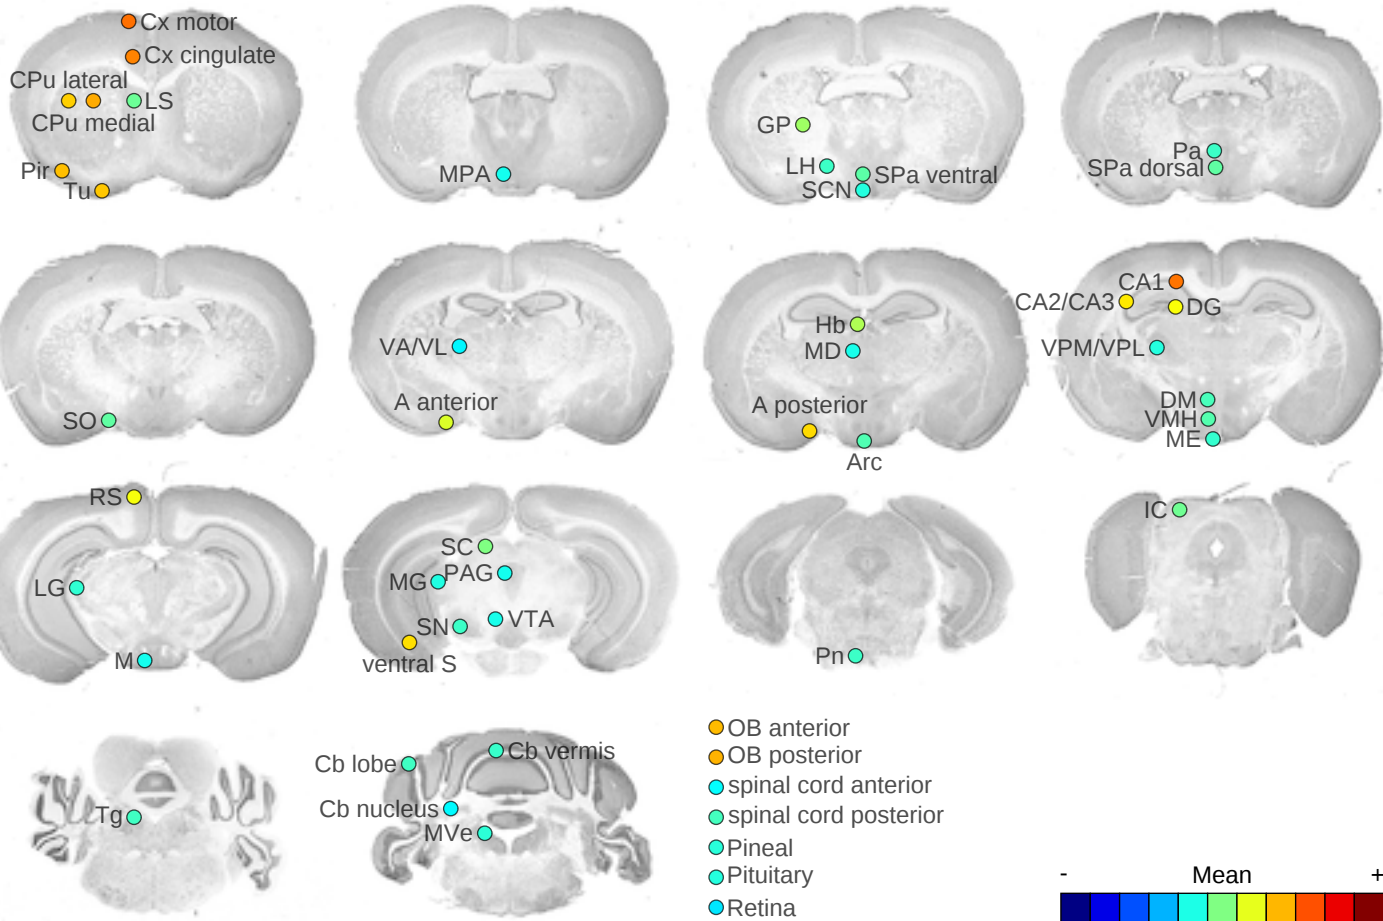 Cx motor
Cx cingulate
CPu lateral
LS
CPu medial
Pir
Tu
MPA
GP
LH
SPa ventral
SCN
Pa
SPa dorsal
SO
VA/VL
A anterior
Hb
MD
A posterior
Arc
CA1
CA2/CA3
DG
VPM/VPL
DM
VMH
ME
RS
LG
M
SC
MG
PAG
SN
VTA
ventral S
Pn
IC
Tg
Cb lobe
Cb vermis
Cb nucleus
MVe
OB anterior
OB posterior
spinal cord anterior
spinal cord posterior
Pineal
Pituitary
Retina
- Mean +